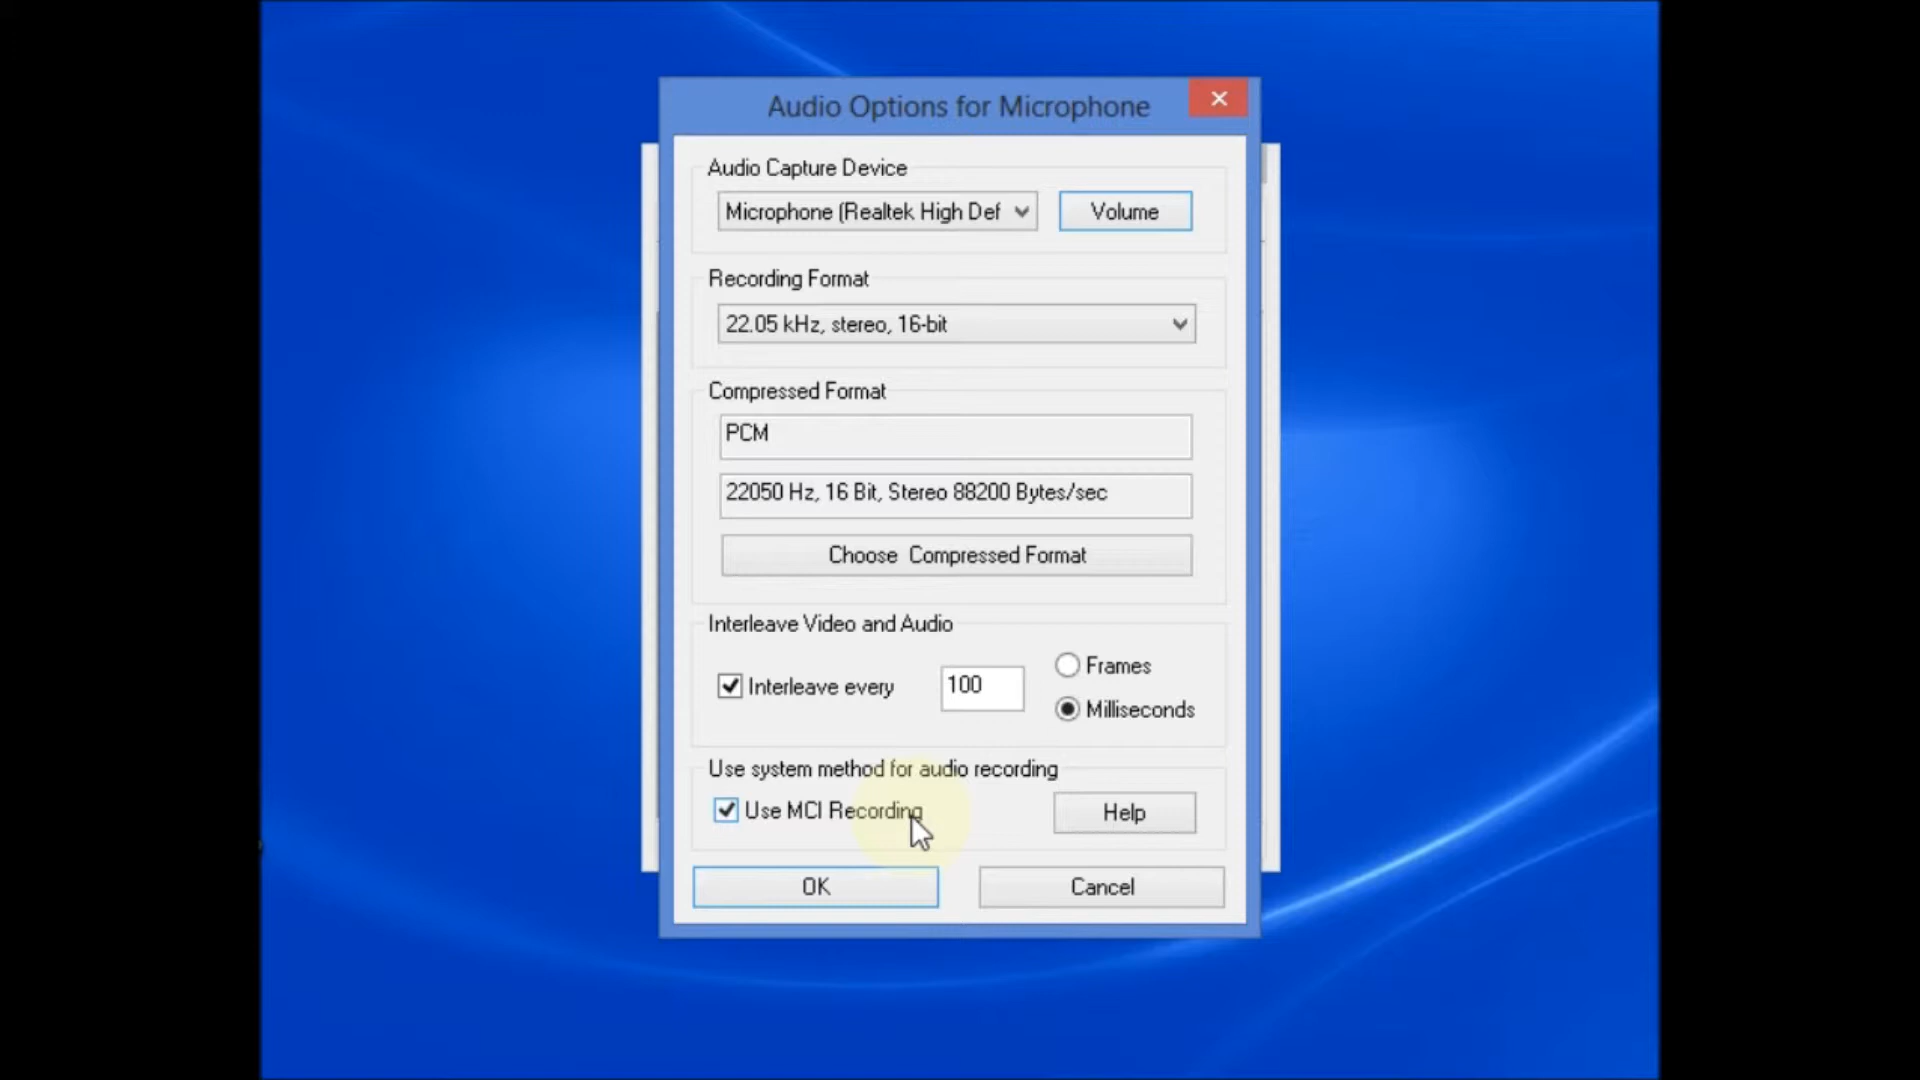 Audio Options for Microphone
Audio Capture Device
Microphone (Realtek High Def
Volume
Recording Format
22.05 kHz, stereo, 16-bit
Compressed Format
PCM
22050 Hz, 16 Bit, Stereo 88200 Bytes/sec
Choose  Compressed Format
Interleave Video and Audio
Interleave every
100
Frames
Milliseconds
Use system method for audio recording
Use MCI Recording
Help
OK
Cancel